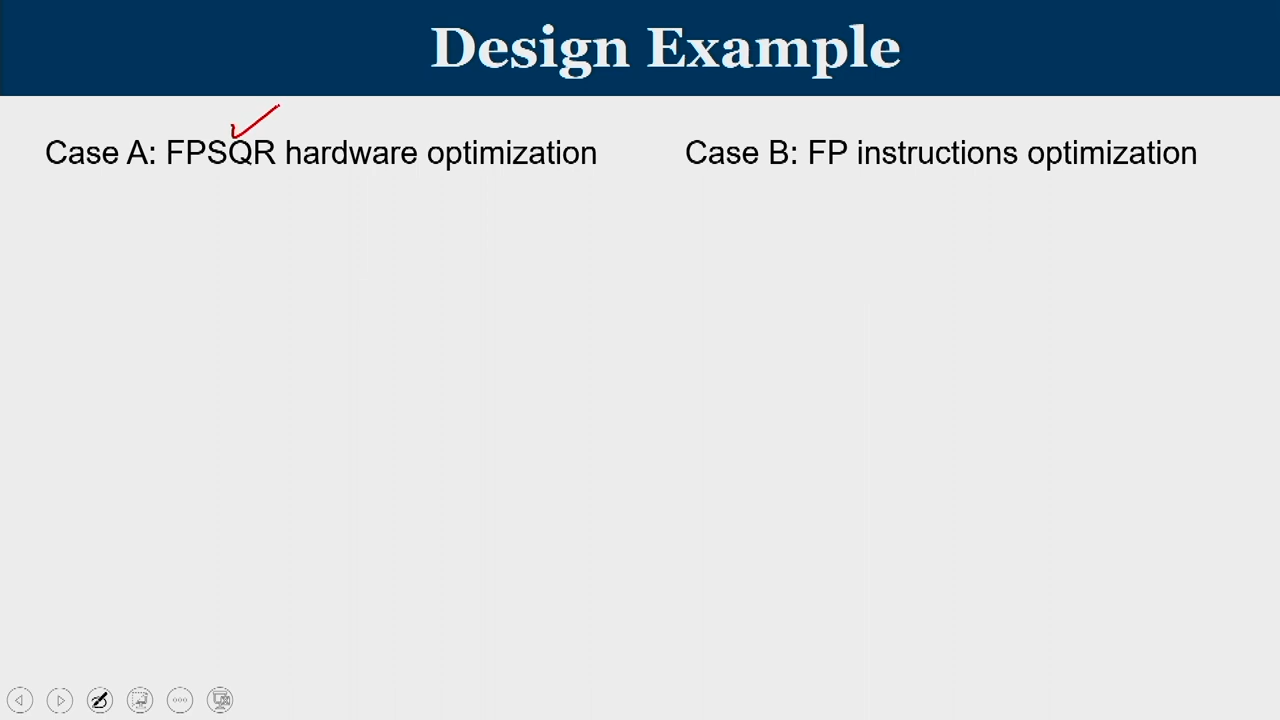 Design Example
Case A: FPSQR hardware optimization
Case B: FP instructions optimization